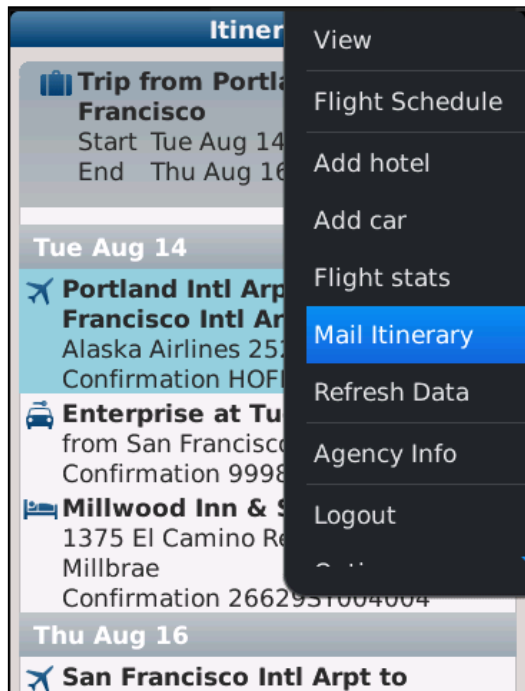 Itiner
Trip from Portla
Francisco
Start Tue Aug 14
End Thu Aug 16
Tue Aug 14
Portland Intl Arp
Francisco Intl Ar
Alaska Airlines 252
Confirmation HOF
Enterprise at Tu
from San Francisco
Confirmation 9998
Millwood Inn & S
1375 El Camino Re
Millbrae
Confirmation 26629SY004004
Thu Aug 16
San Francisco Intl Arpt to
View
Flight Schedule
Add hotel
Add car
Flight stats
Mail Itinerary
Refresh Data
Agency Info
Logout